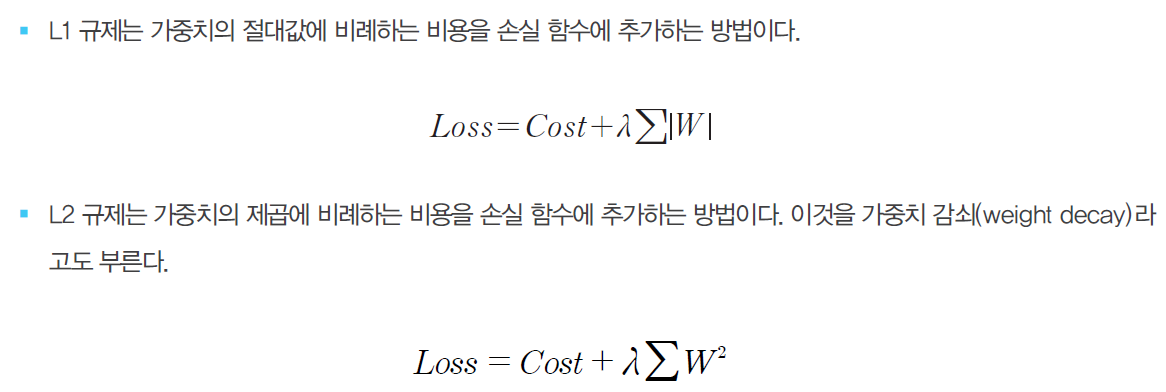 ▪ L1 규제는 가중치의 절대값에 비례하는 비용을 손실 함수에 추가하는 방법이다.
Loss=Cost+λ∑|W|
▪ L2 규제는 가중치의 제곱에 비례하는 비용을 손실 함수에 추가하는 방법이다. 이것을 가중치 감쇠(weight decay)라
고도 부른다.
Loss = Cost + λ∑W²